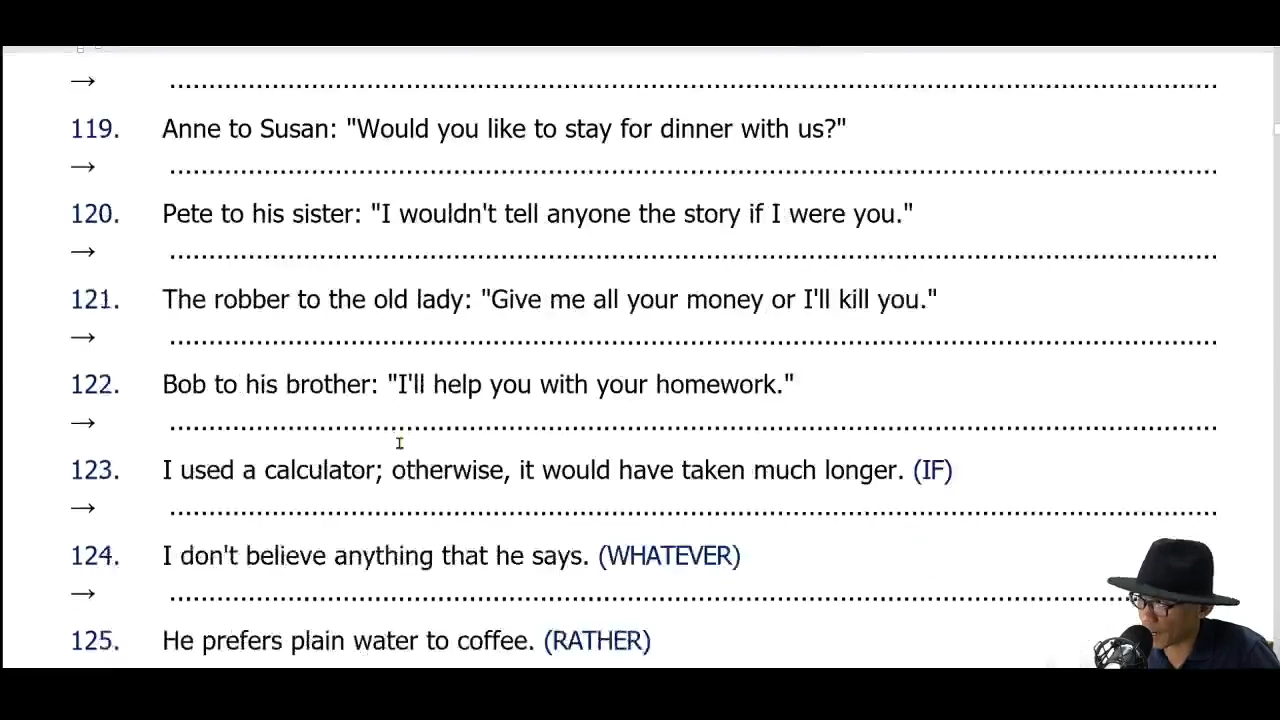 → ........................................................................
119. Anne to Susan: "Would you like to stay for dinner with us?"
→ ........................................................................
120. Pete to his sister: "I wouldn't tell anyone the story if I were you."
→ ........................................................................
121. The robber to the old lady: "Give me all your money or I'll kill you."
→ ........................................................................
122. Bob to his brother: "I'll help you with your homework."
→ ........................................................................
123. I used a calculator; otherwise, it would have taken much longer. (IF)
→ ........................................................................
124. I don't believe anything that he says. (WHATEVER)
→ ........................................................................
125. He prefers plain water to coffee. (RATHER)